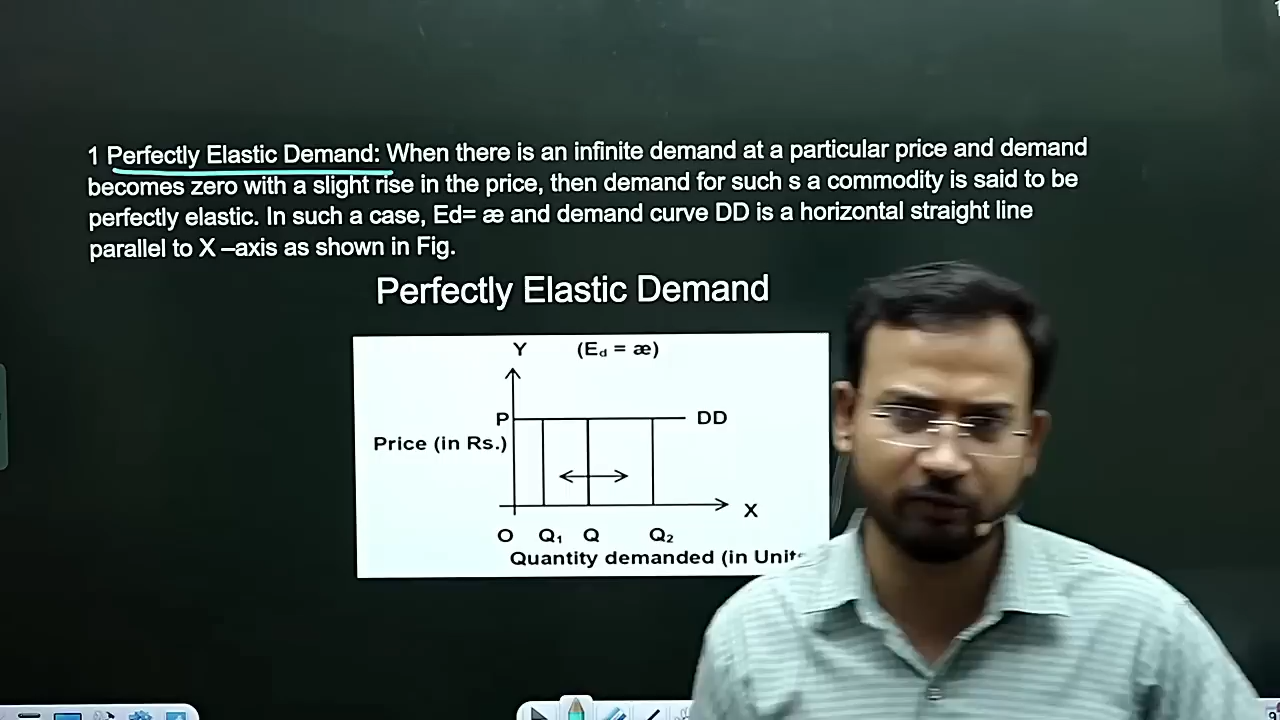 1 Perfectly Elastic Demand: When there is an infinite demand at a particular price and demand
becomes zero with a slight rise in the price, then demand for such s a commodity is said to be
perfectly elastic. In such a case, Ed= æ and demand curve DD is a horizontal straight line
parallel to X –axis as shown in Fig.
Perfectly Elastic Demand
Y (Ed = æ)
P DD
Price (in Rs.)
X
O Q1 Q Q2
Quantity demanded (in Unit